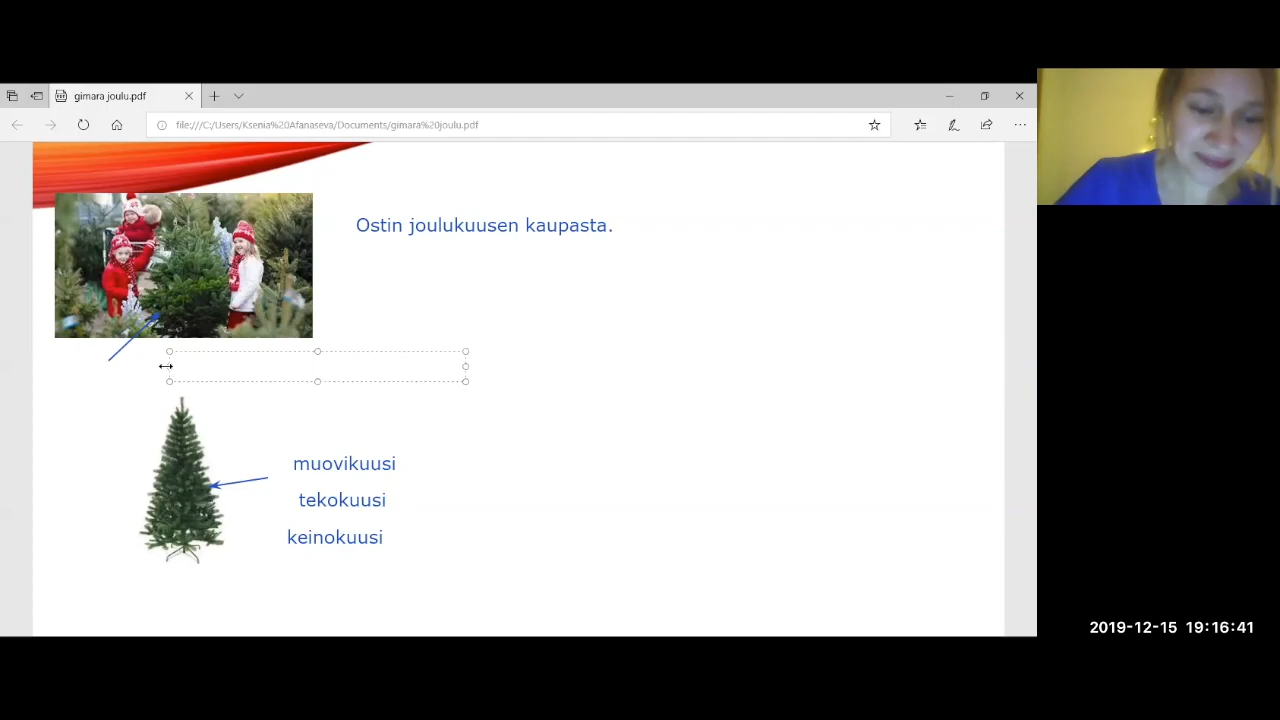 gimara joulu.pdf
file:///C:/Users/Ksenia%20Afanaseva/Documents/gimara%20joulu.pdf
Ostin joulukuusen kaupasta.
muovikuusi
tekokuusi
keinokuusi
2019-12-15 19:16:41